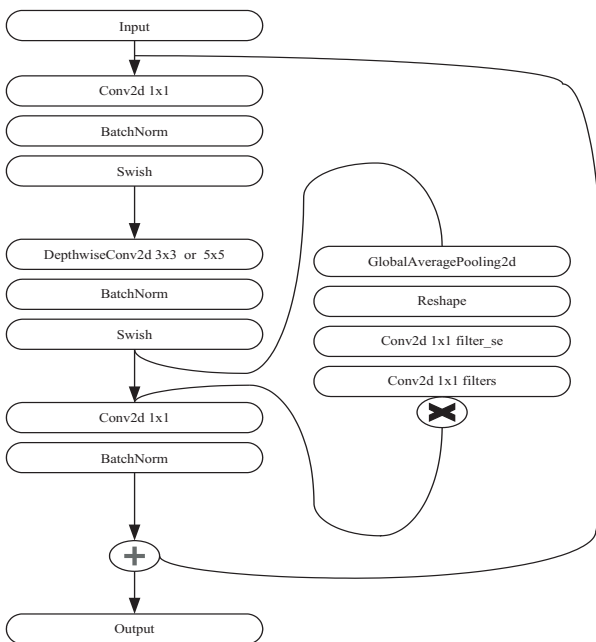 Input
Conv2d 1x1
BatchNorm
Swish
DepthwiseConv2d 3x3 or 5x5
BatchNorm
Swish
Conv2d 1x1
BatchNorm
Output
GlobalAveragePooling2d
Reshape
Conv2d 1x1 filter_se
Conv2d 1x1 filters